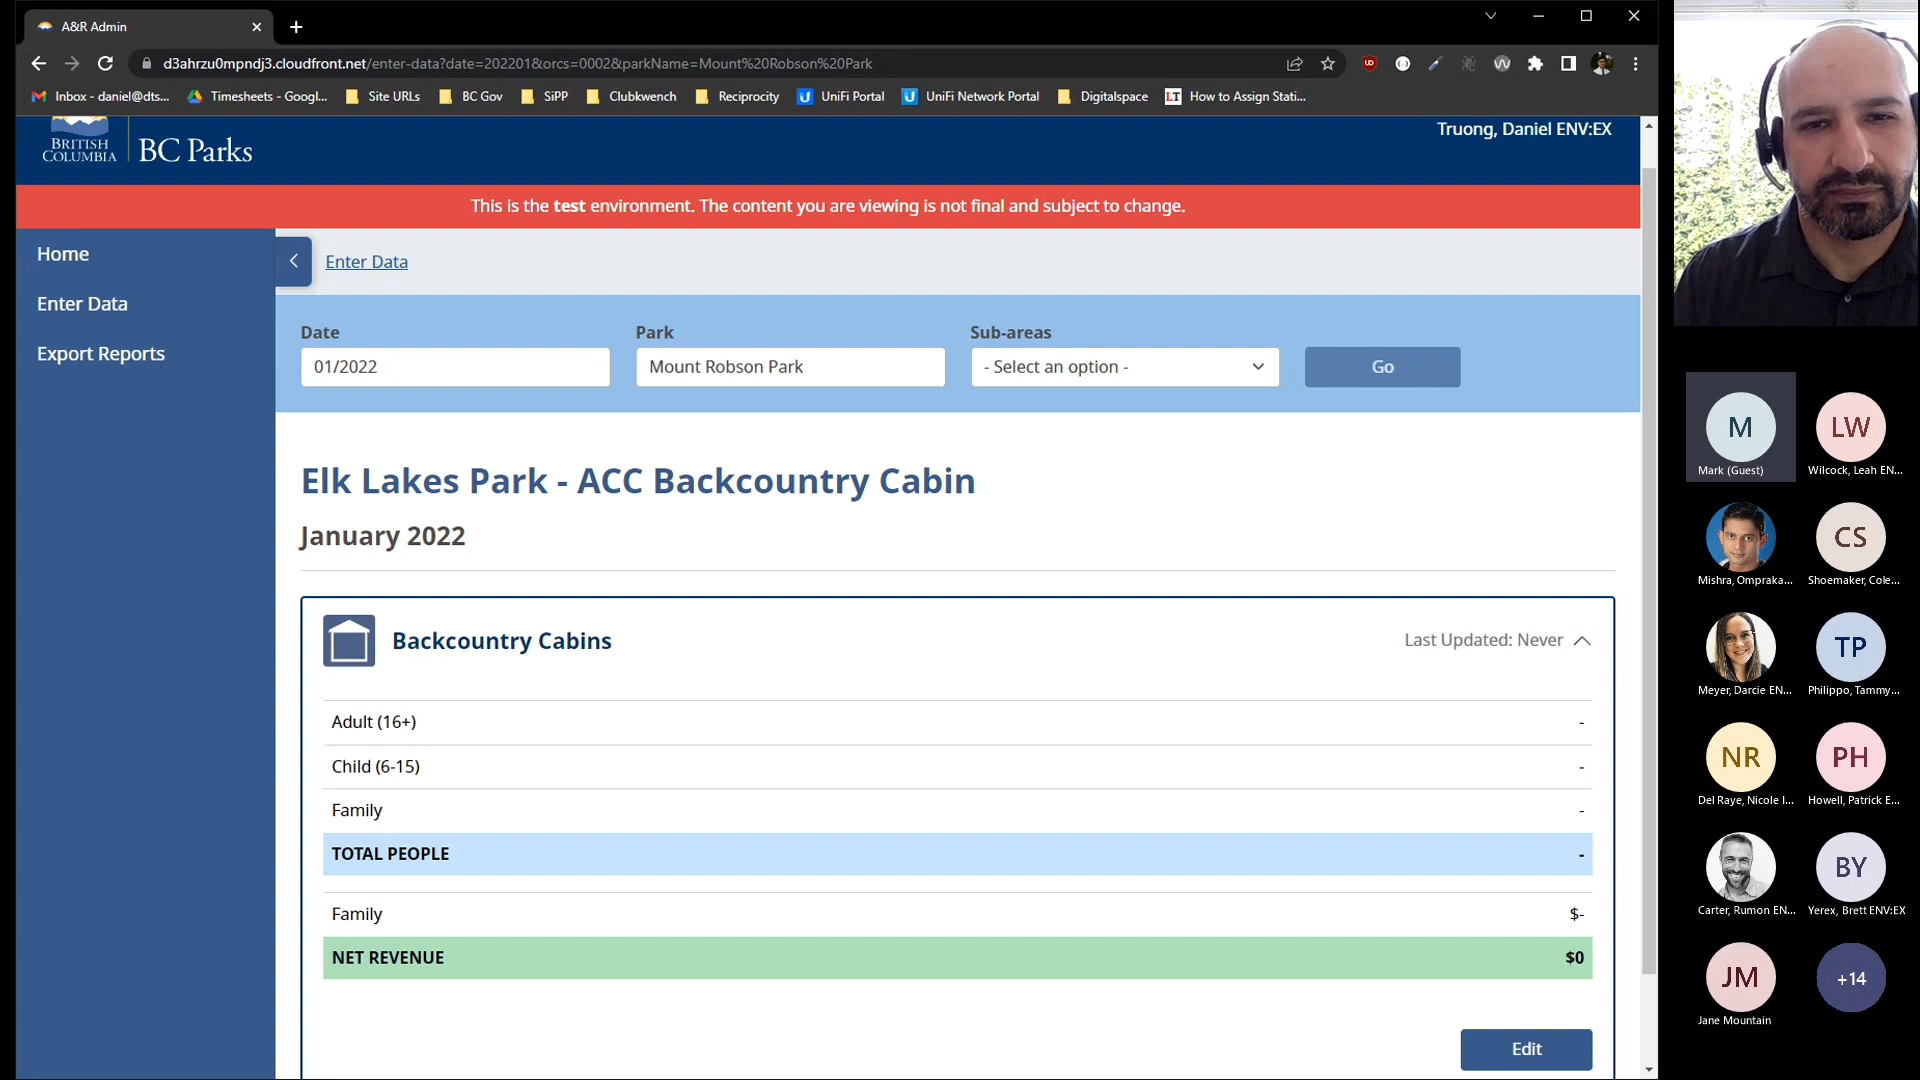 A&R Admin
d3ahrzu0mpndj3.cloudfront.net/enter-data?date=202201&orcs=0002&parkName=Mount%20Robson%20Park
Inbox - daniel@dts...
Timesheets - Googl...
Site URLs
BC Gov
SiPP
Clubkwench
Reciprocity
UniFi Portal
UniFi Network Portal
Digitalspace
LT
How to Assign Stati...
BRITISH COLUMBIA
BC Parks
Truong, Daniel ENV:EX
This is the test environment. The content you are viewing is not final and subject to change.
Home
Enter Data
Export Reports
Enter Data
Date
Park
Sub-areas
01/2022
Mount Robson Park
- Select an option -
Go
Elk Lakes Park - ACC Backcountry Cabin
January 2022
Backcountry Cabins
Last Updated: Never
Adult (16+) -
Child (6-15) -
Family -
TOTAL PEOPLE -
Family $-
NET REVENUE $0
Edit
M
Mark (Guest)
LW
Wilcock, Leah EN...
Mishra, Ompraka...
CS
Shoemaker, Cole...
Meyer, Darcie EN...
TP
Philippo, Tammy...
NR
Del Raye, Nicole I...
PH
Howell, Patrick E...
Carter, Rumon EN...
BY
Yerex, Brett ENV:EX
JM
Jane Mountain
+14